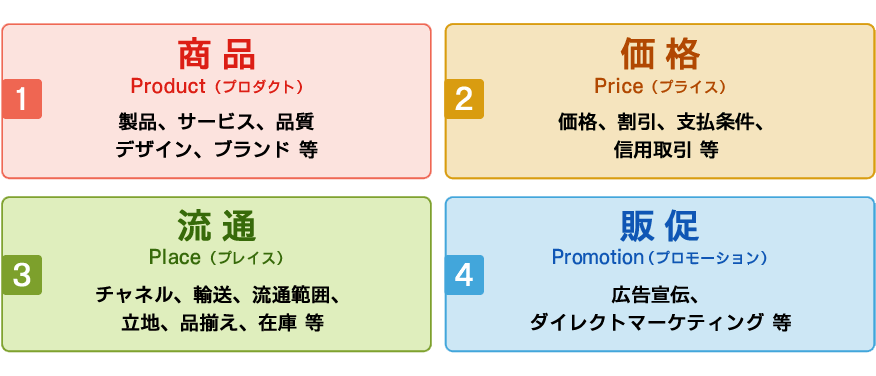 1
商品
Product（プロダクト）
製品、サービス、品質
デザイン、ブランド 等
2
価格
Price（プライス）
価格、割引、支払条件、
信用取引 等
3
流通
Place（プレイス）
チャネル、輸送、流通範囲、
立地、品揃え、在庫 等
4
販促
Promotion（プロモーション）
広告宣伝、
ダイレクトマーケティング 等